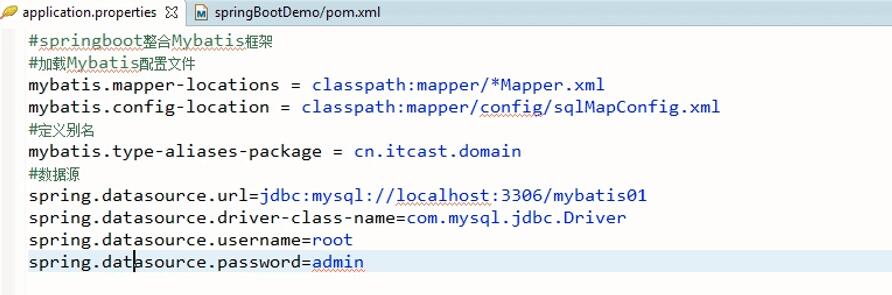 application.properties springBootDemo/pom.xml
#springboot整合Mybatis框架
#加载Mybatis配置文件
mybatis.mapper-locations = classpath:mapper/*Mapper.xml
mybatis.config-location = classpath:mapper/config/sqlMapConfig.xml
#定义别名
mybatis.type-aliases-package = cn.itcast.domain
#数据源
spring.datasource.url=jdbc:mysql://localhost:3306/mybatis01
spring.datasource.driver-class-name=com.mysql.jdbc.Driver
spring.datasource.username=root
spring.datasource.password=admin